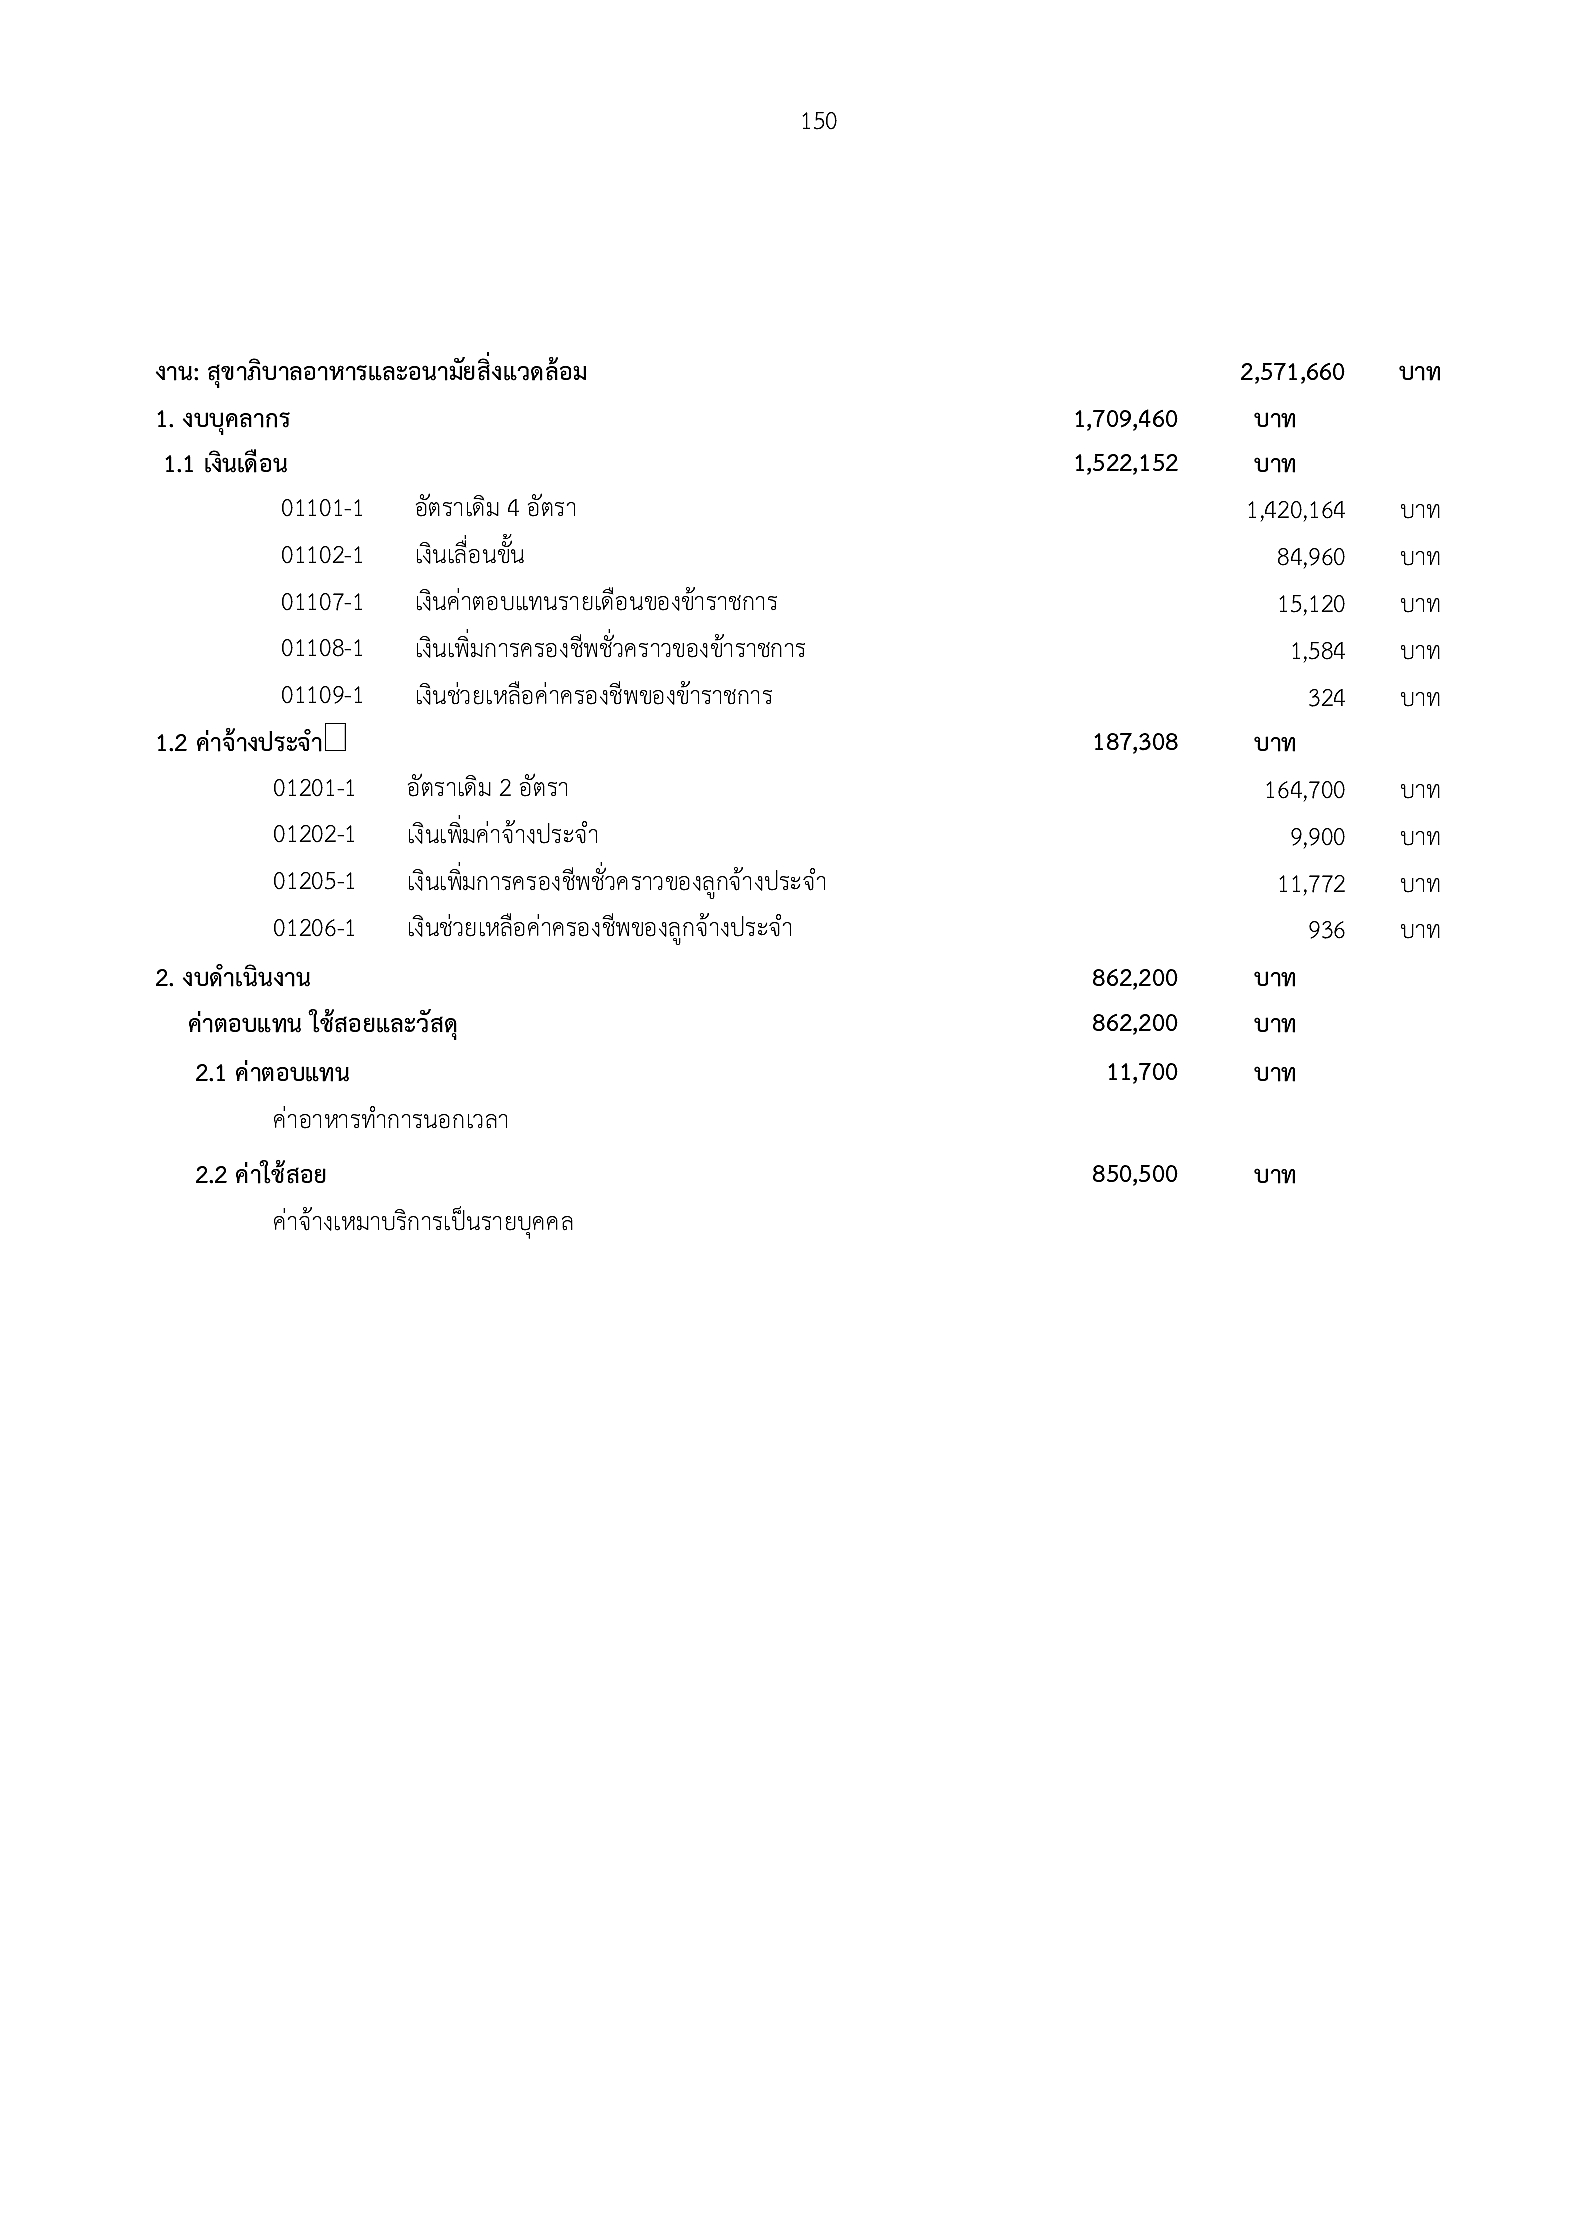 150
งาน: สุขาภิบาลอาหารและอนามัยสิ่งแวดล้อม 2,571,660 บาท
1. งบบุคลากร 1,709,460 บาท
1.1 เงินเดือน 1,522,152 บาท
01101-1 อัตราเดิม 4 อัตรา 1,420,164 บาท
01102-1 เงินเลื่อนขั้น 84,960 บาท
01107-1 เงินค่าตอบแทนรายเดือนของข้าราชการ 15,120 บาท
01108-1 เงินเพิ่มการครองชีพชั่วคราวของข้าราชการ 1,584 บาท
01109-1 เงินช่วยเหลือค่าครองชีพของข้าราชการ 324 บาท
1.2 ค่าจ้างประจำ 187,308 บาท
01201-1 อัตราเดิม 2 อัตรา 164,700 บาท
01202-1 เงินเพิ่มค่าจ้างประจำ 9,900 บาท
01205-1 เงินเพิ่มการครองชีพชั่วคราวของลูกจ้างประจำ 11,772 บาท
01206-1 เงินช่วยเหลือค่าครองชีพของลูกจ้างประจำ 936 บาท
2. งบดำเนินงาน 862,200 บาท
ค่าตอบแทน ใช้สอยและวัสดุ 862,200 บาท
2.1 ค่าตอบแทน 11,700 บาท
ค่าอาหารทำการนอกเวลา
2.2 ค่าใช้สอย 850,500 บาท
ค่าจ้างเหมาบริการเป็นรายบุคคล